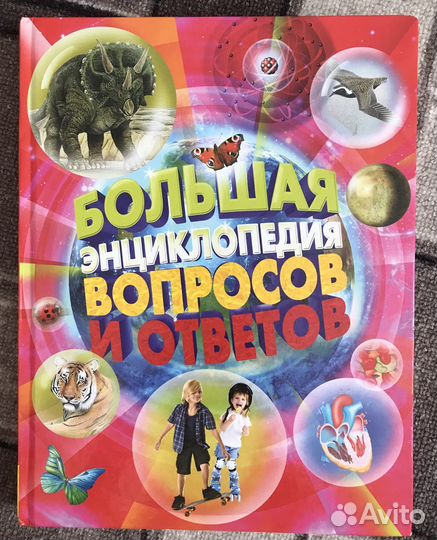 БОЛЬШАЯ
ЭНЦИКЛОПЕДИЯ
ВОПРОСОВ
И ОТВЕТОВ
Avito